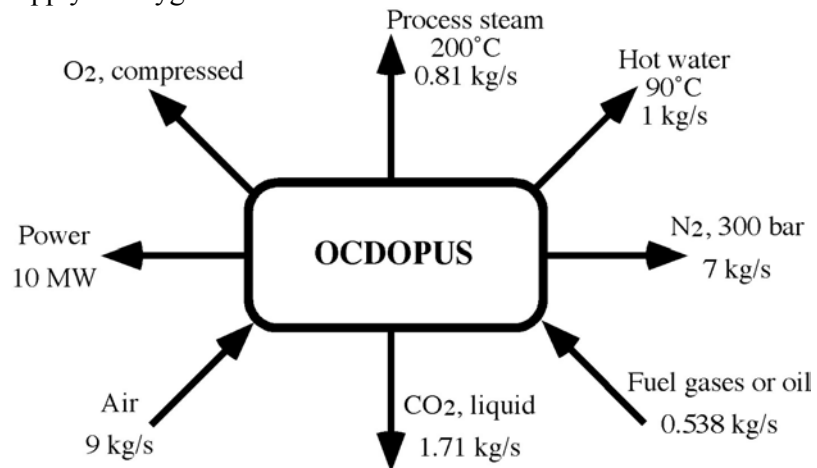 Process steam
200˚C
0.81 kg/s
O2, compressed
Hot water
90˚C
1 kg/s
Power
10 MW
OCDOPUS
N2, 300 bar
7 kg/s
Air
9 kg/s
CO2, liquid
1.71 kg/s
Fuel gases or oil
0.538 kg/s